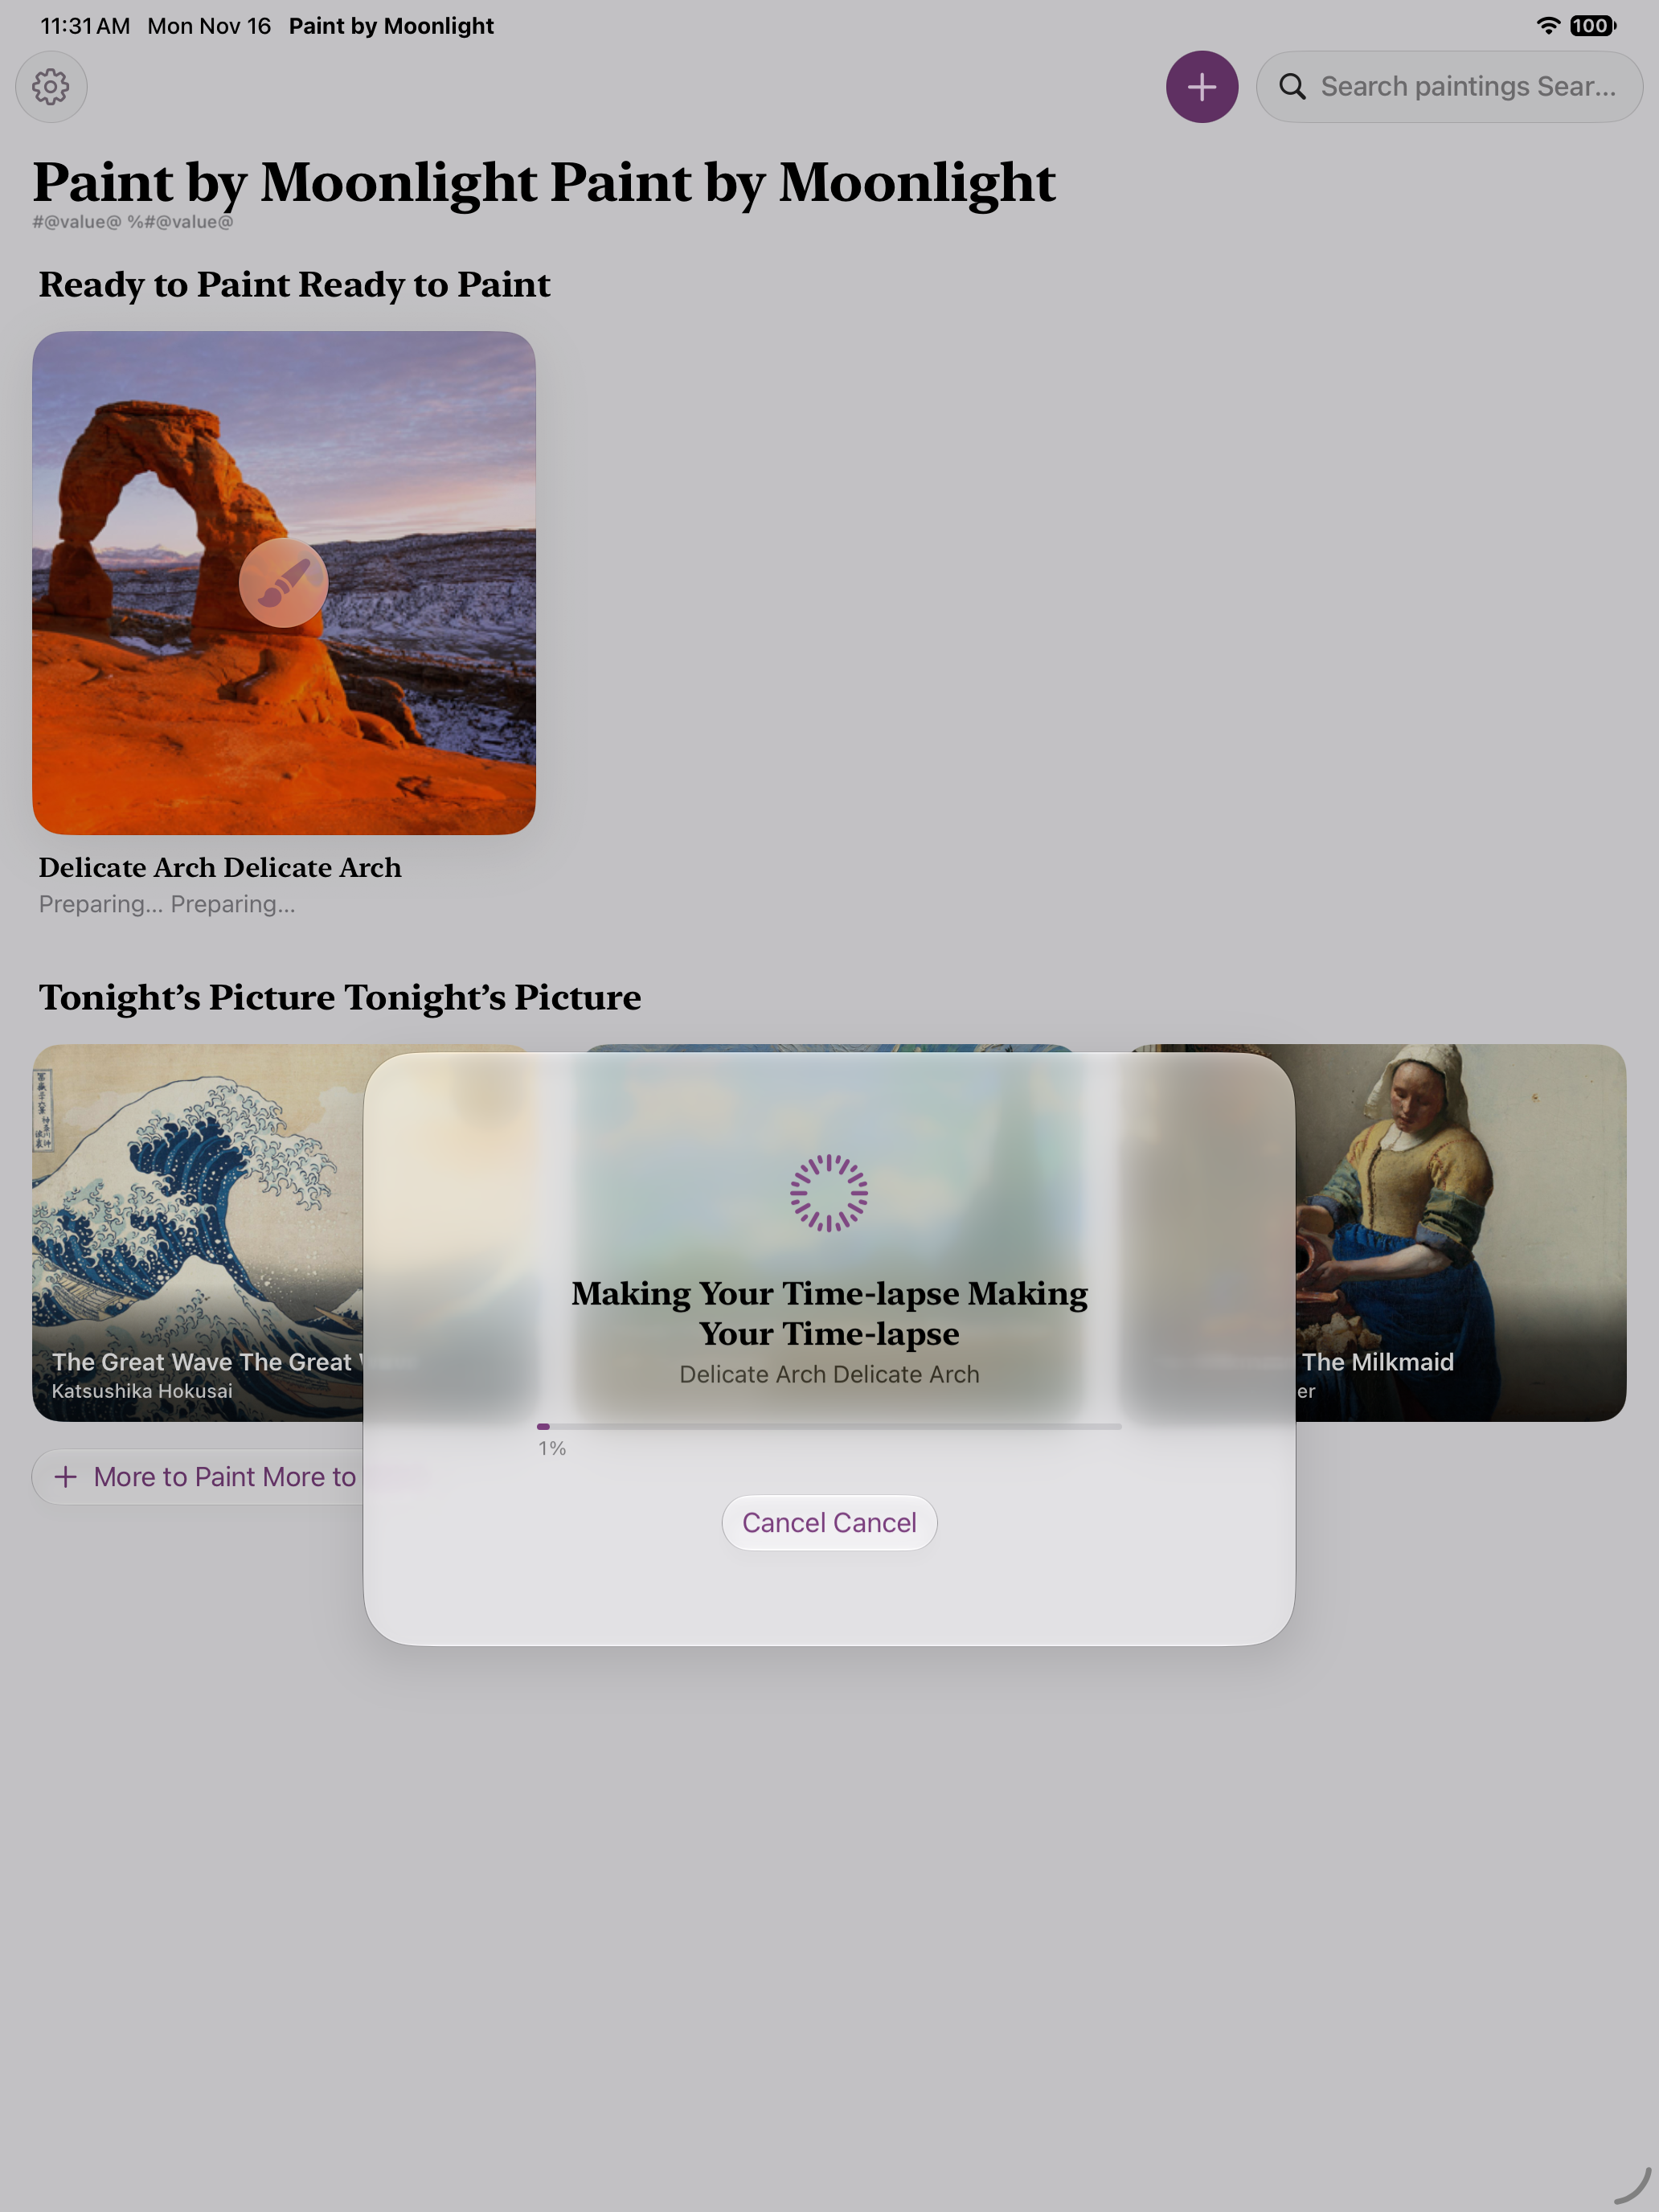 11:31 AM Mon Nov 16 Paint by Moonlight
100
Search paintings Sear...
Paint by Moonlight Paint by Moonlight
#@value@ %#@value@
Ready to Paint Ready to Paint
Delicate Arch Delicate Arch
Preparing... Preparing...
Tonight’s Picture Tonight’s Picture
The Great Wave The Great
Katsushika Hokusai
The Milkmaid
er
Making Your Time-lapse Making
Your Time-lapse
Delicate Arch Delicate Arch
1%
More to Paint More to
Cancel Cancel